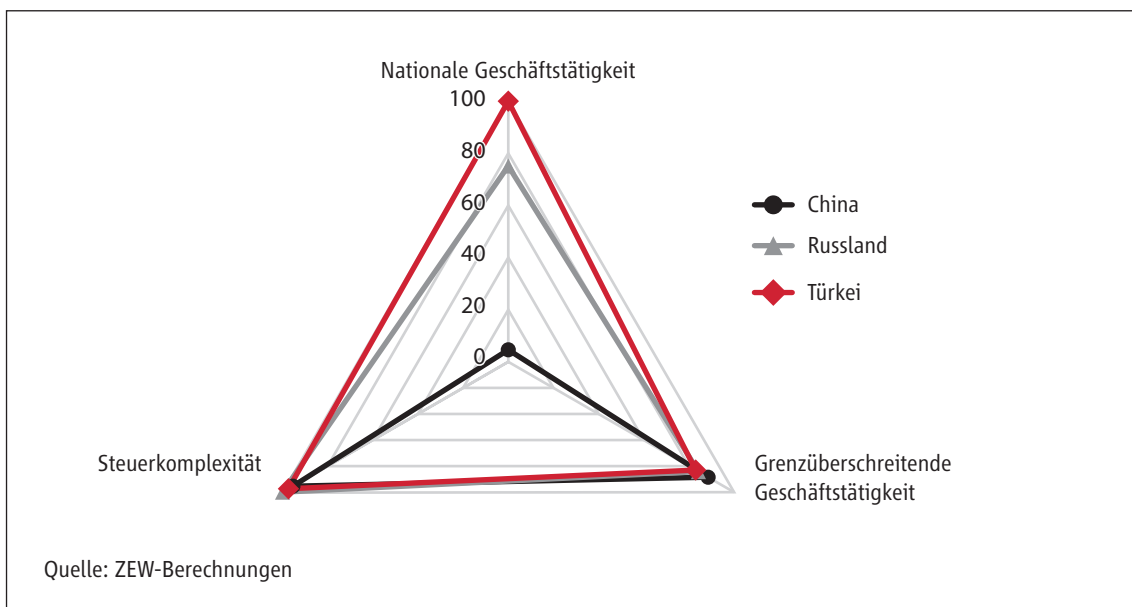 Nationale Geschäftstätigkeit
100
80
60
40
20
0
China
Russland
Türkei
Steuerkomplexität
Grenzüberschreitende
Geschäftstätigkeit
Quelle: ZEW-Berechnungen